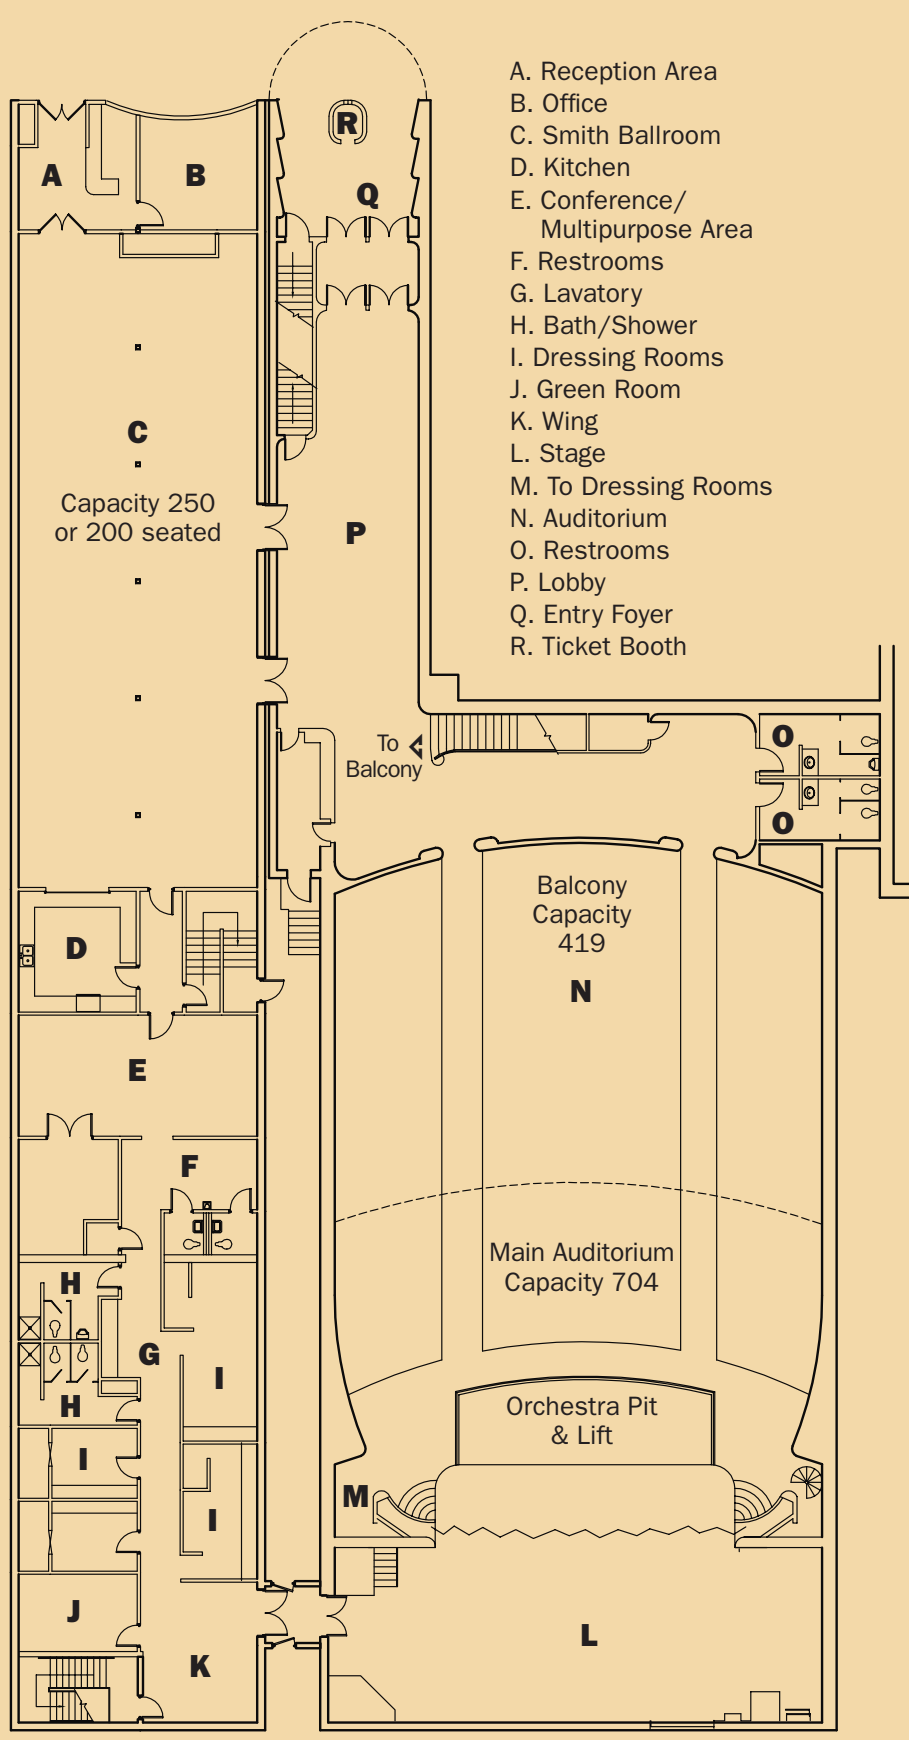 A. Reception Area
B. Office
C. Smith Ballroom
D. Kitchen
E. Conference/
Multipurpose Area
F. Restrooms
G. Lavatory
H. Bath/Shower
I. Dressing Rooms
J. Green Room
K. Wing
L. Stage
M. To Dressing Rooms
N. Auditorium
O. Restrooms
P. Lobby
Q. Entry Foyer
R. Ticket Booth
R
A
B
Q
C
Capacity 250
or 200 seated
P
To
Balcony
O
O
Balcony
Capacity
419
N
D
E
F
Main Auditorium
Capacity 704
H
G
I
H
Orchestra Pit
& Lift
I
M
I
J
L
K